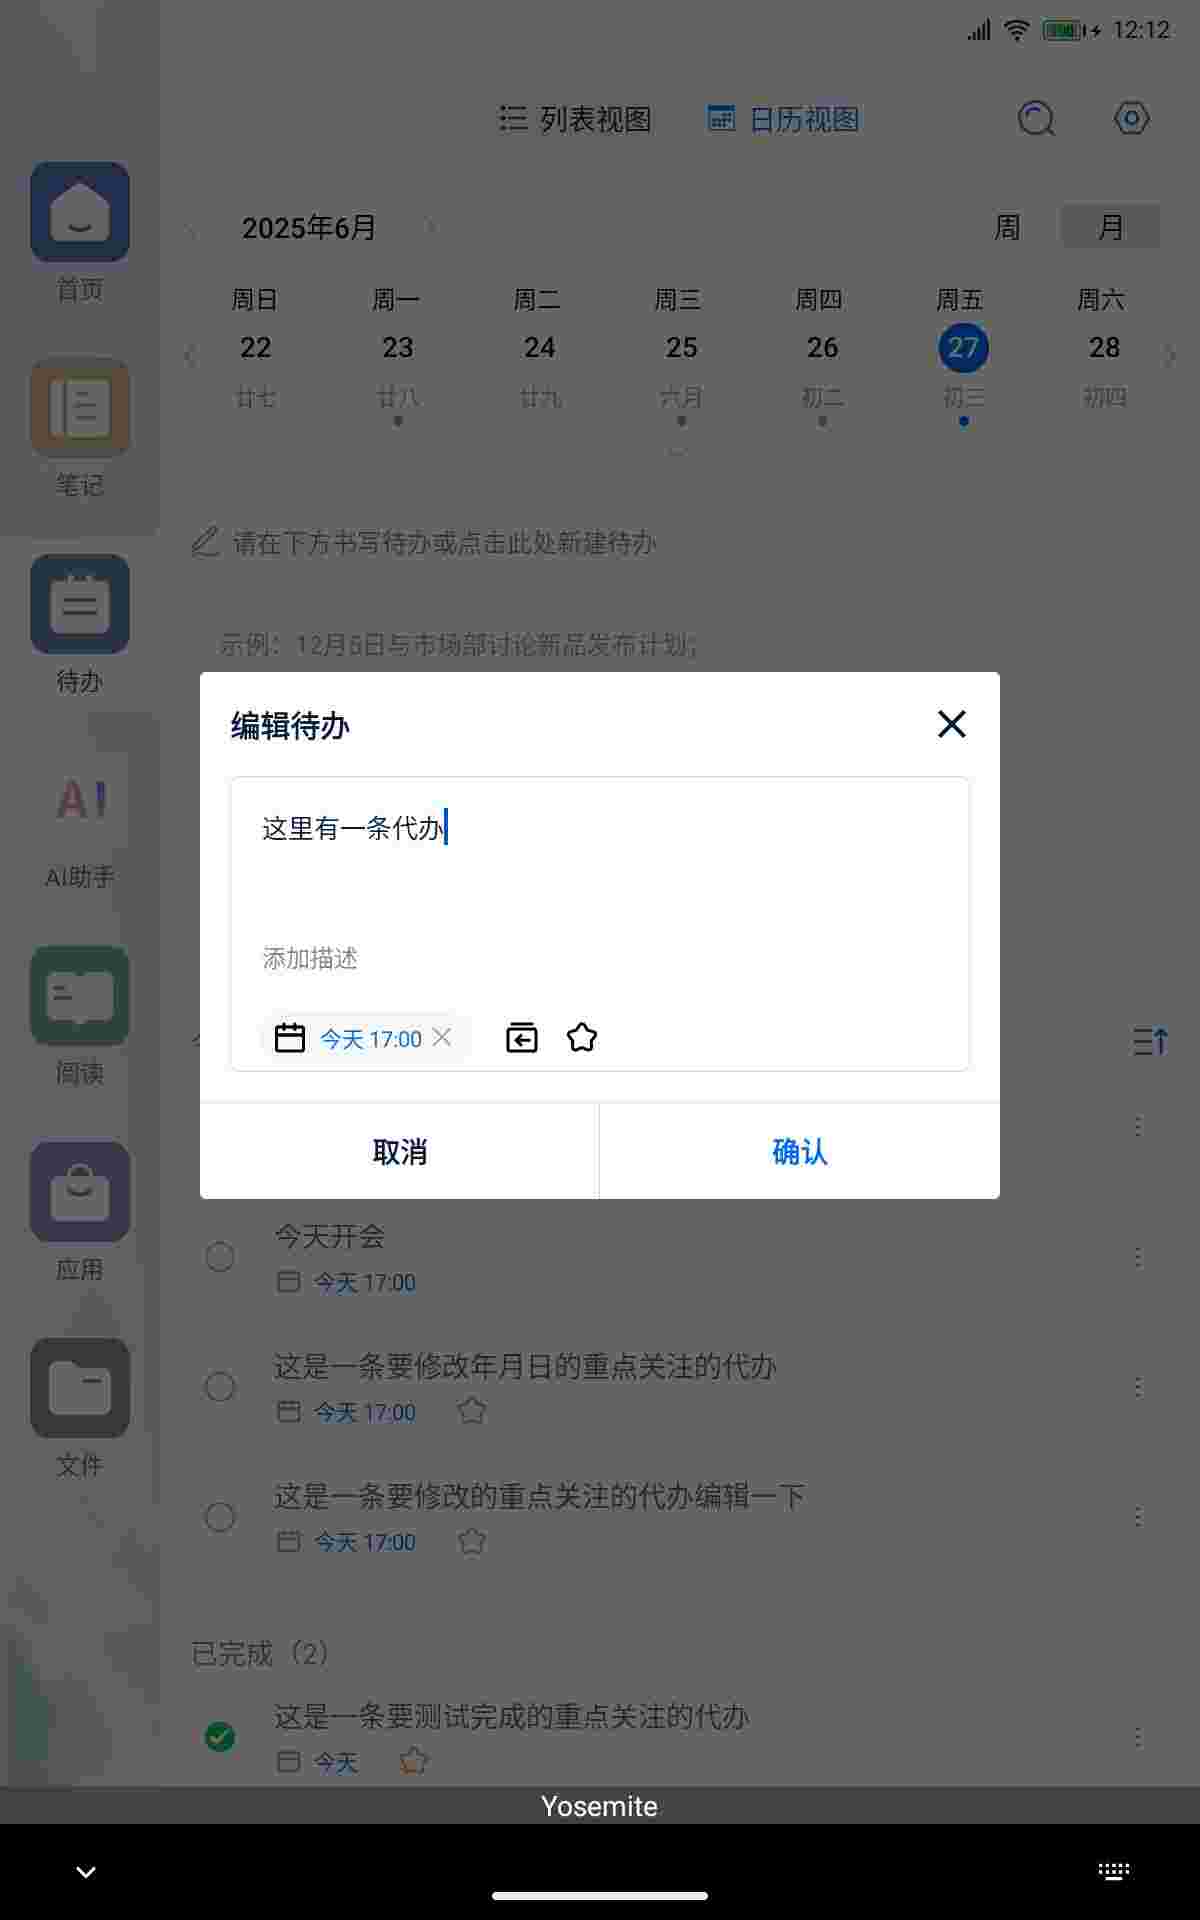 12:12
列表视图 日历视图
2025年6月 周 月
周日 周一 周二 周三 周四 周五 周六
22 23 24 25 26 27 28
廿七 廿八 廿九 六月 初二 初三 初四
请在下方书写待办或点击此处新建待办
示例：12月6日与市场部讨论新品发布计划；
首页
笔记
待办
AI
AI助手
阅读
应用
文件
编辑待办
这里有一条代办
添加描述
今天 17:00
取消 确认
今天开会
今天 17:00
这是一条要修改年月日的重点关注的代办
今天 17:00
这是一条要修改的重点关注的代办编辑一下
今天 17:00
已完成（2）
这是一条要测试完成的重点关注的代办
今天
Yosemite